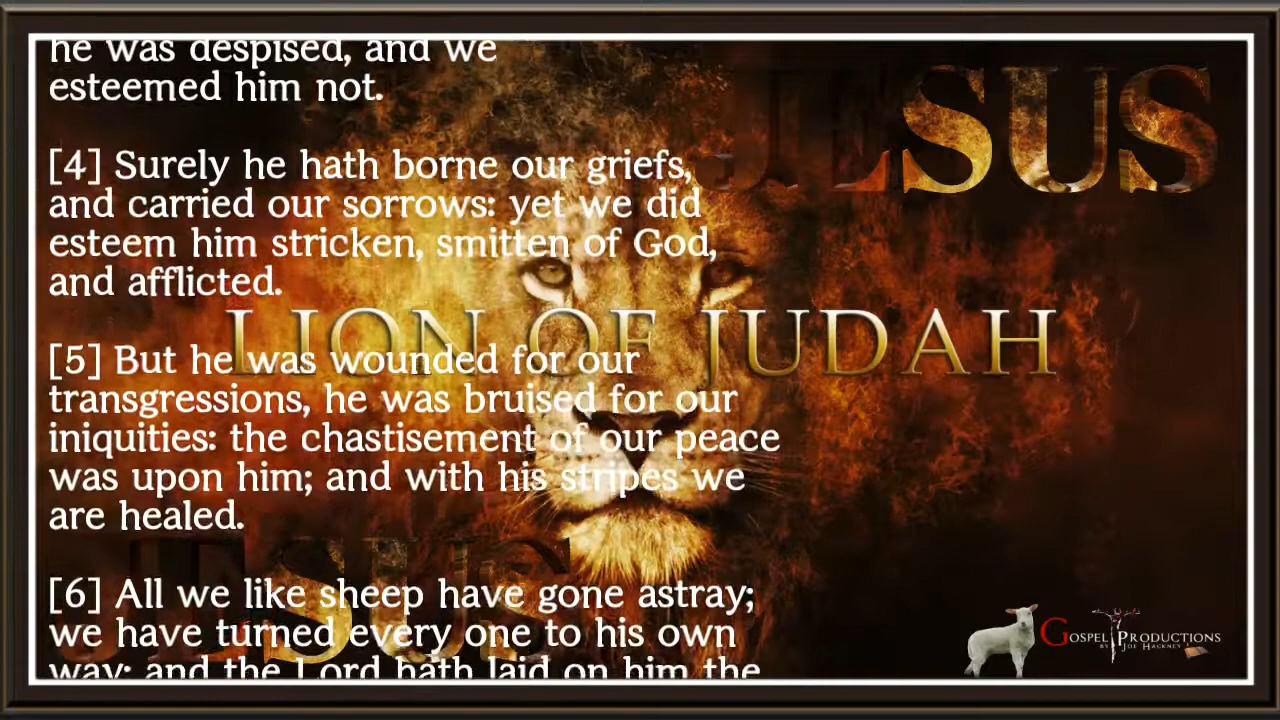 he was despised, and we
esteemed him not.
[4] Surely he hath borne our griefs,
and carried our sorrows: yet we did
esteem him stricken, smitten of God,
and afflicted.
[5] But he was wounded for our
transgressions, he was bruised for our
iniquities: the chastisement of our peace
was upon him; and with his stripes we
are healed.
[6] All we like sheep have gone astray;
we have turned every one to his own
way; and the Lord hath laid on him the
JESUS
LION OF JUDAH
JESUS
GOSPEL PRODUCTIONS
BY JOE HACKNEY